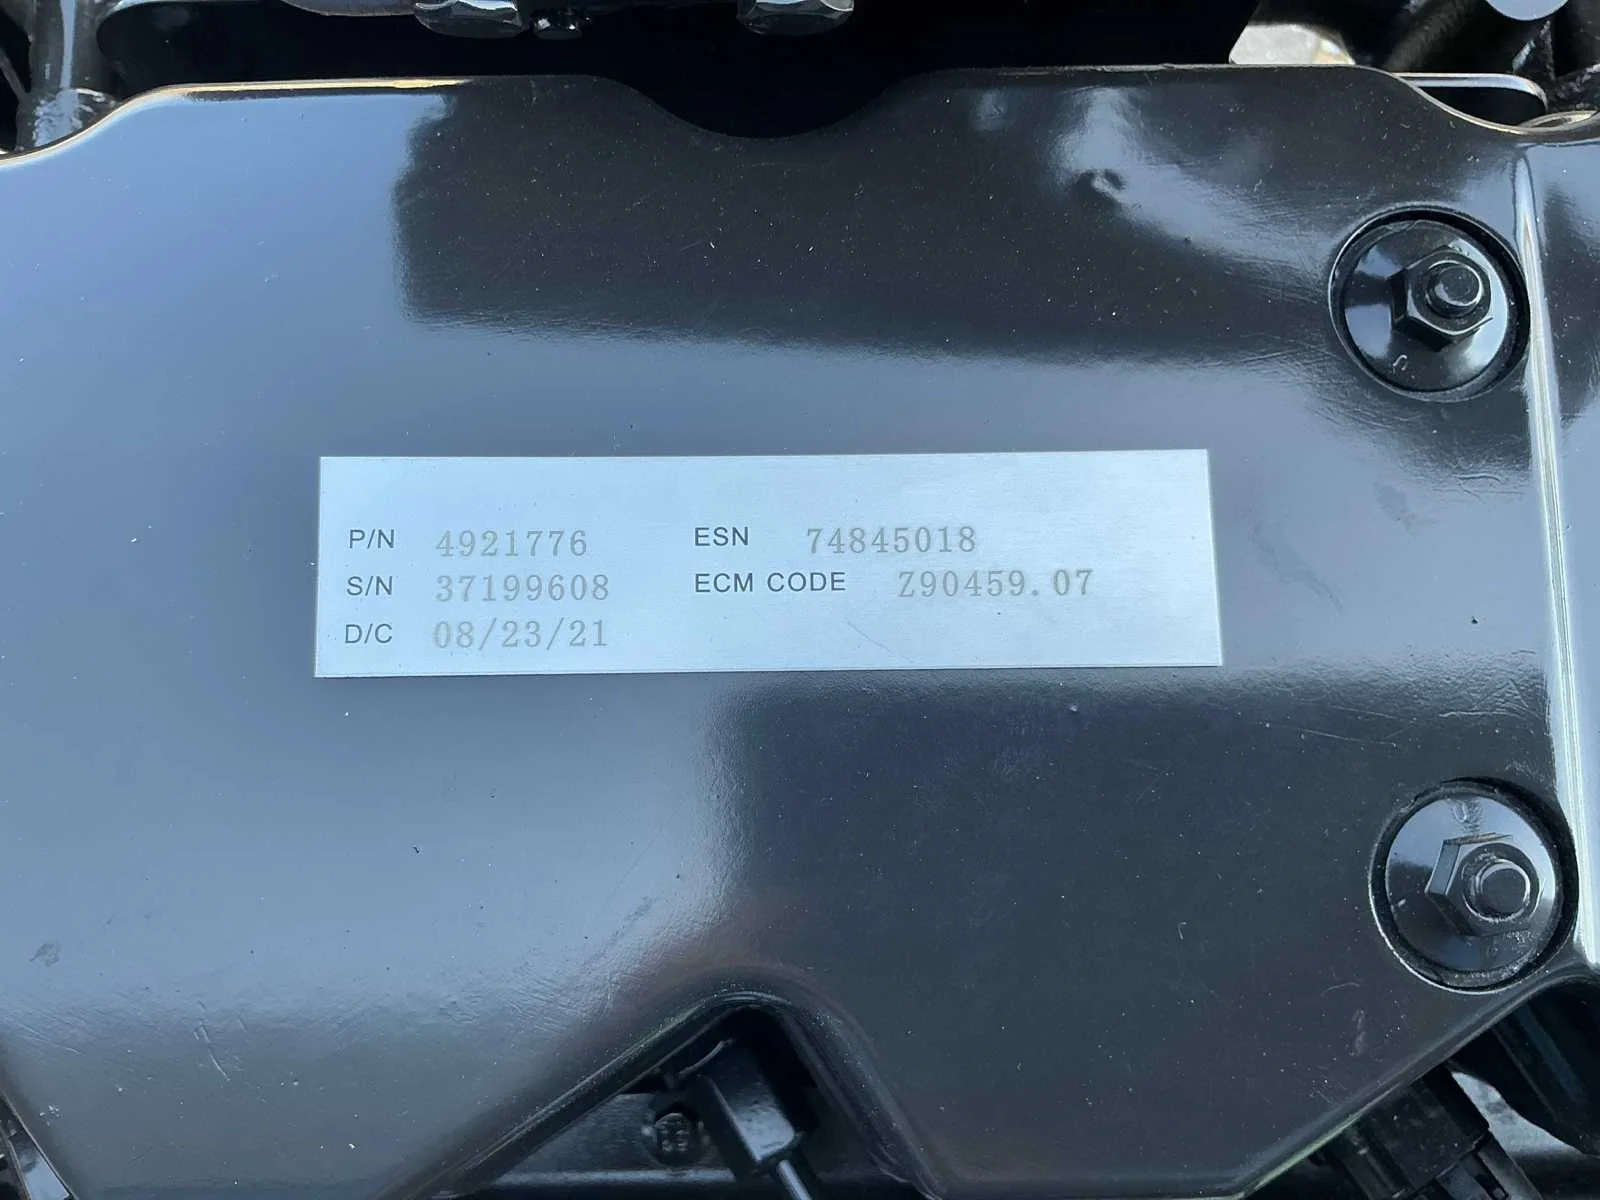 P/N 4921776 ESN 74845018
S/N 37199608 ECM CODE Z90459.07
D/C 08/23/21